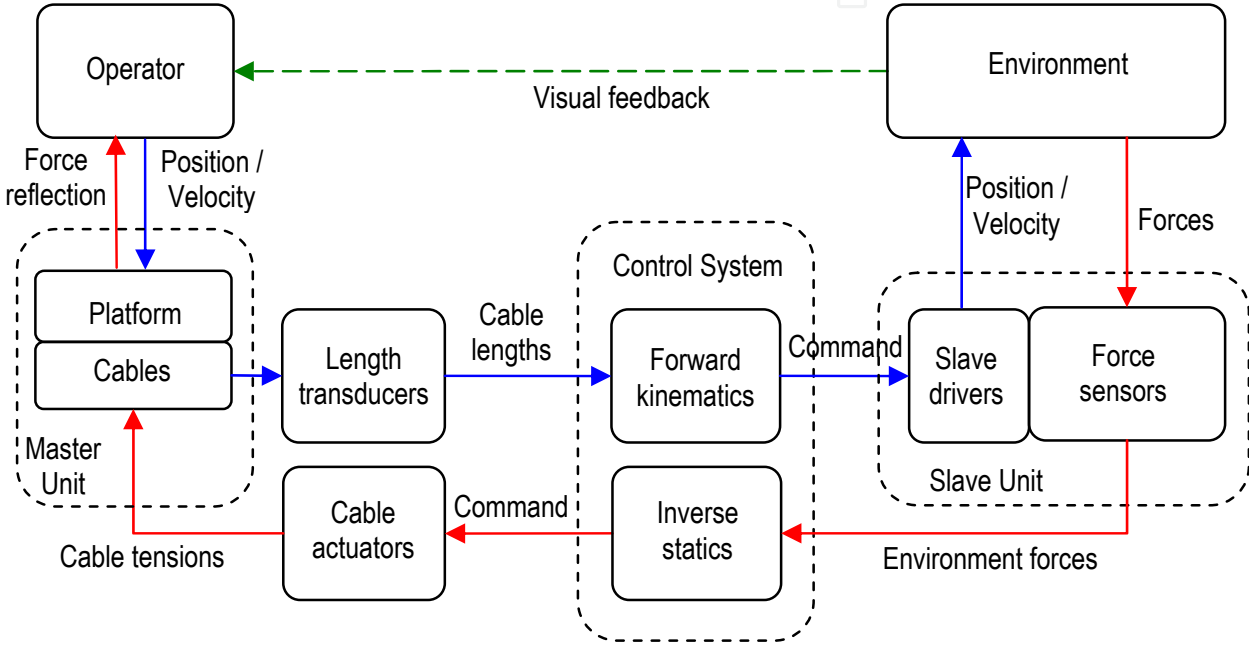 Operator
Environment
Visual feedback
Force
reflection
Position /
Velocity
Position /
Velocity
Forces
Control System
Platform
Cables
Length
transducers
Cable
lengths
Forward
kinematics
Command
Slave
drivers
Force
sensors
Master
Unit
Slave Unit
Cable
actuators
Command
Inverse
statics
Cable tensions
Environment forces